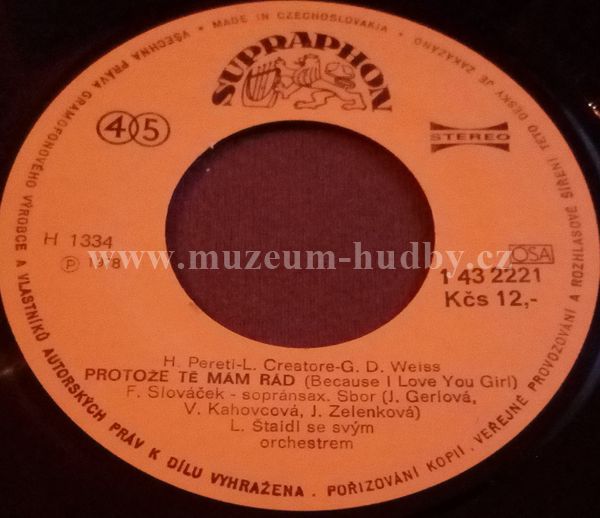 VŠECHNA PRÁVA GRAMOFONOVÉHO VÝROBCE A VLASTNÍKŮ AUTORSKÝCH PRÁV K DÍLU VYHRAŽENA . POŘIZOVÁNÍ KOPIÍ . VEŘEJNÉ PROVOZOVÁNÍ A ROZHLASOVÉ ŠÍŘENÍ TÉTO DESKY JE ZAKÁZÁNO
• MADE IN CZECHOSLOVAKIA •
SUPRAPHON
45
STEREO
H 1334
℗ 1978
www.muzeum-hudby.cz
OSA
1 43 2221
Kčs 12,-
H. Pereti-L. Creatore-G. D. Weiss
PROTOŽE TĚ MÁM RÁD (Because I Love You Girl)
F. Slováček - sopránsax. Sbor (J. Gerlová,
V. Kahovcová, J. Zelenková)
L. Štaidl se svým
orchestrem